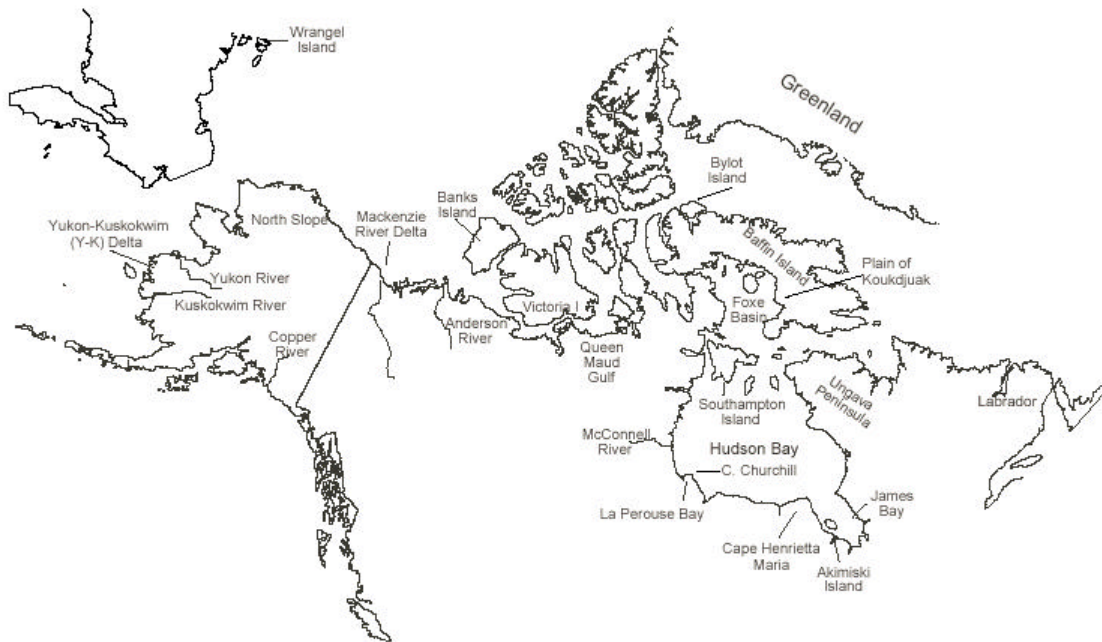 Wrangel
Island
Greenland
Bylot
Island
Banks
Island
Mackenzie
River Delta
North Slope
Yukon-Kuskokwim
(Y-K) Delta
Yukon River
Kuskokwim River
Baffin Island
Plain of
Koukdjuak
Foxe
Basin
Victoria I
Anderson
River
Copper
River
Queen
Maud
Gulf
Southampton
Island
Ungava
Peninsula
Labrador
McConnell
River
Hudson Bay
C. Churchill
La Perouse Bay
James
Bay
Cape Henrietta
Maria
Akimiski
Island